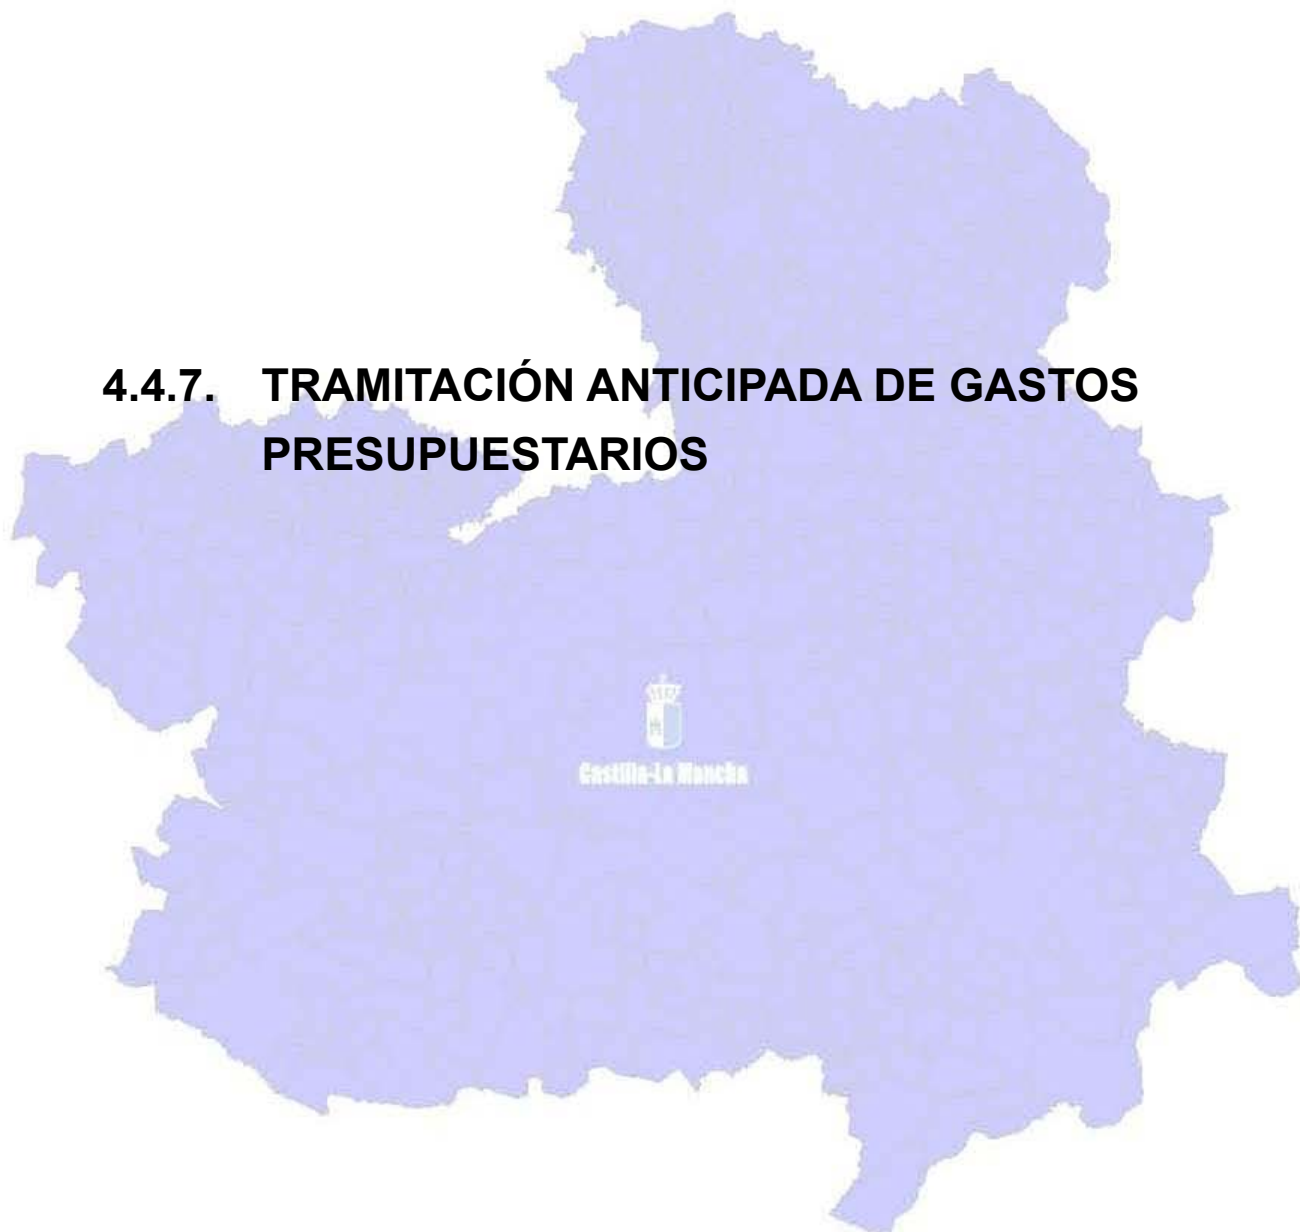 4.4.7. TRAMITACIÓN ANTICIPADA DE GASTOS
PRESUPUESTARIOS
Castilla-La Mancha